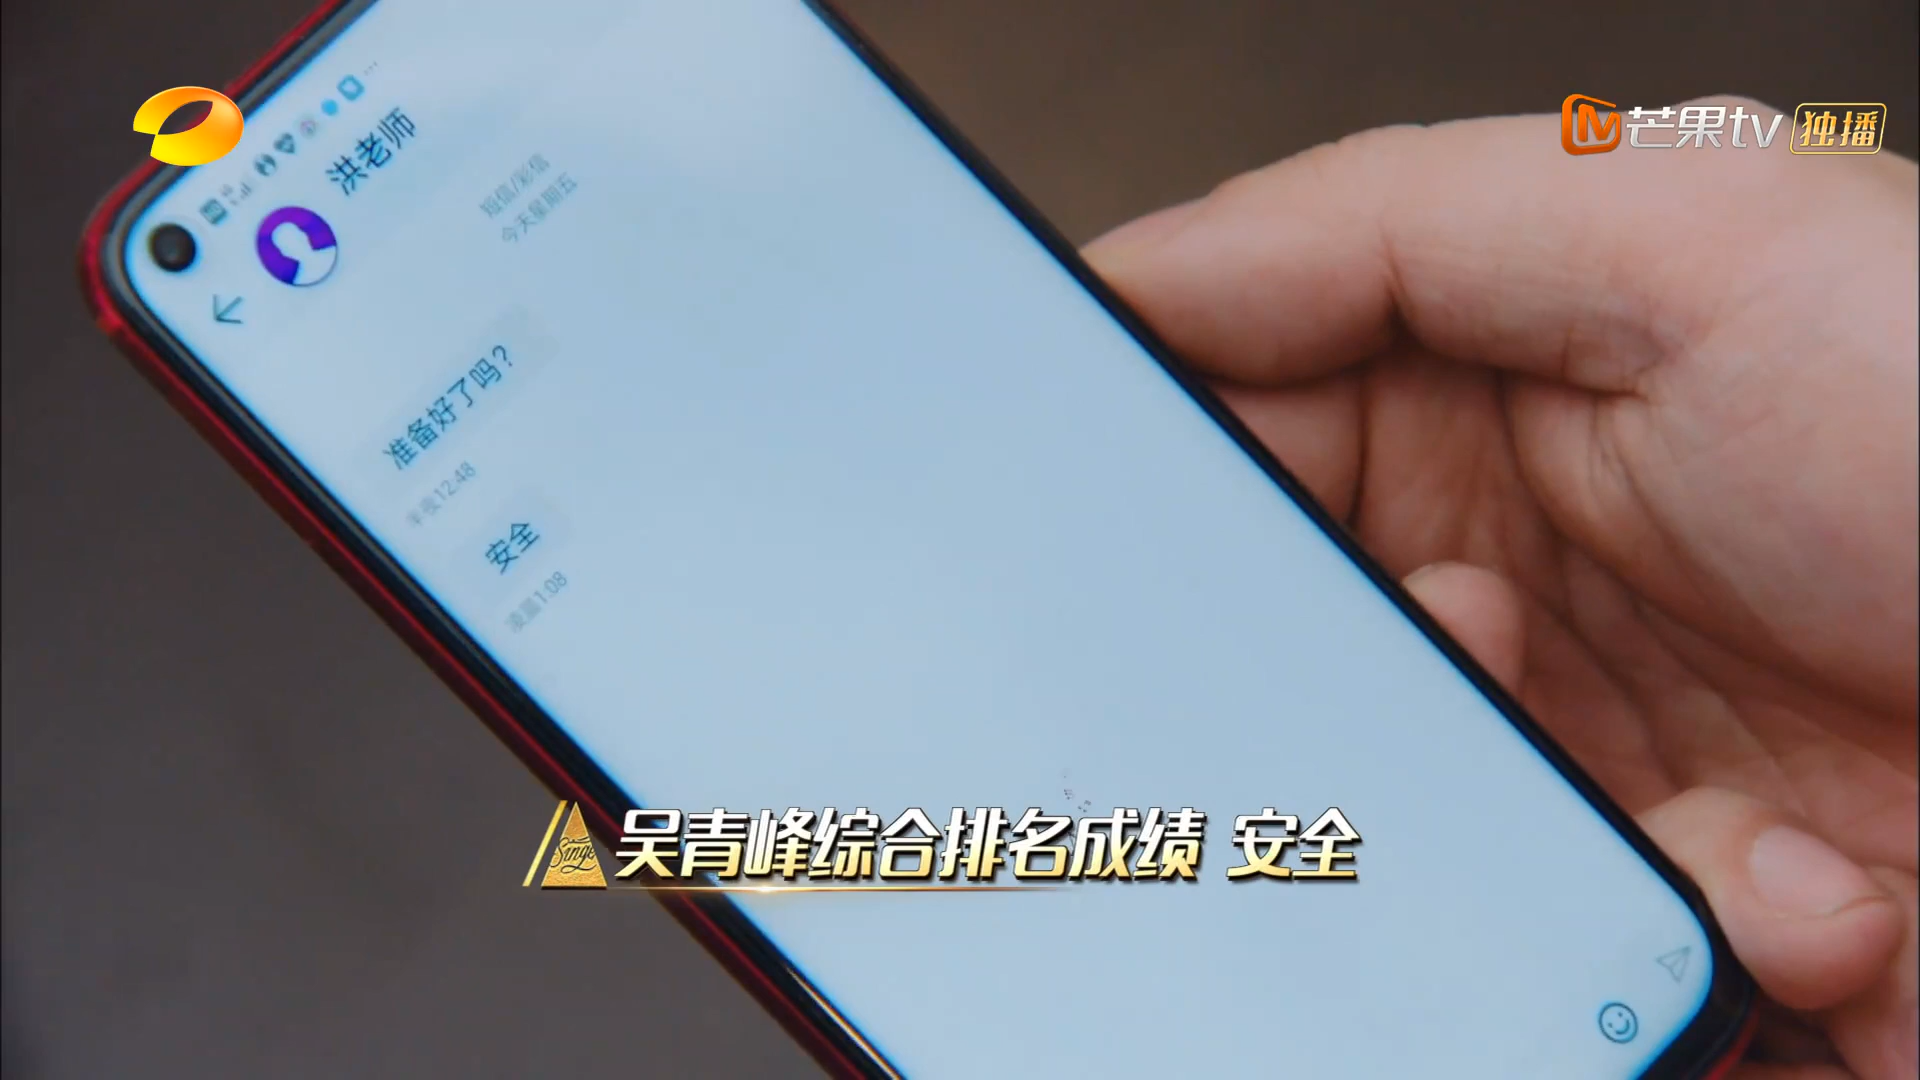 芒果tv 独播
洪老师
短信/彩信
今天星期五
准备好了吗？
半夜12:48
安全
凌晨1:08
Singer
吴青峰综合排名成绩 安全